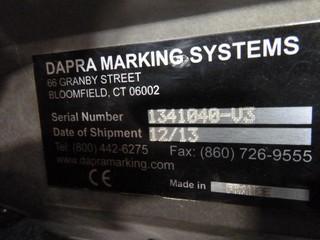 DAPRA MARKING SYSTEMS
66 GRANBY STREET
BLOOMFIELD, CT 06002
Serial Number 1341040-V3
Date of Shipment 12/13
Tel: (800) 442-6275 Fax: (860) 726-9555
www.dapramarking.com
CE Made in